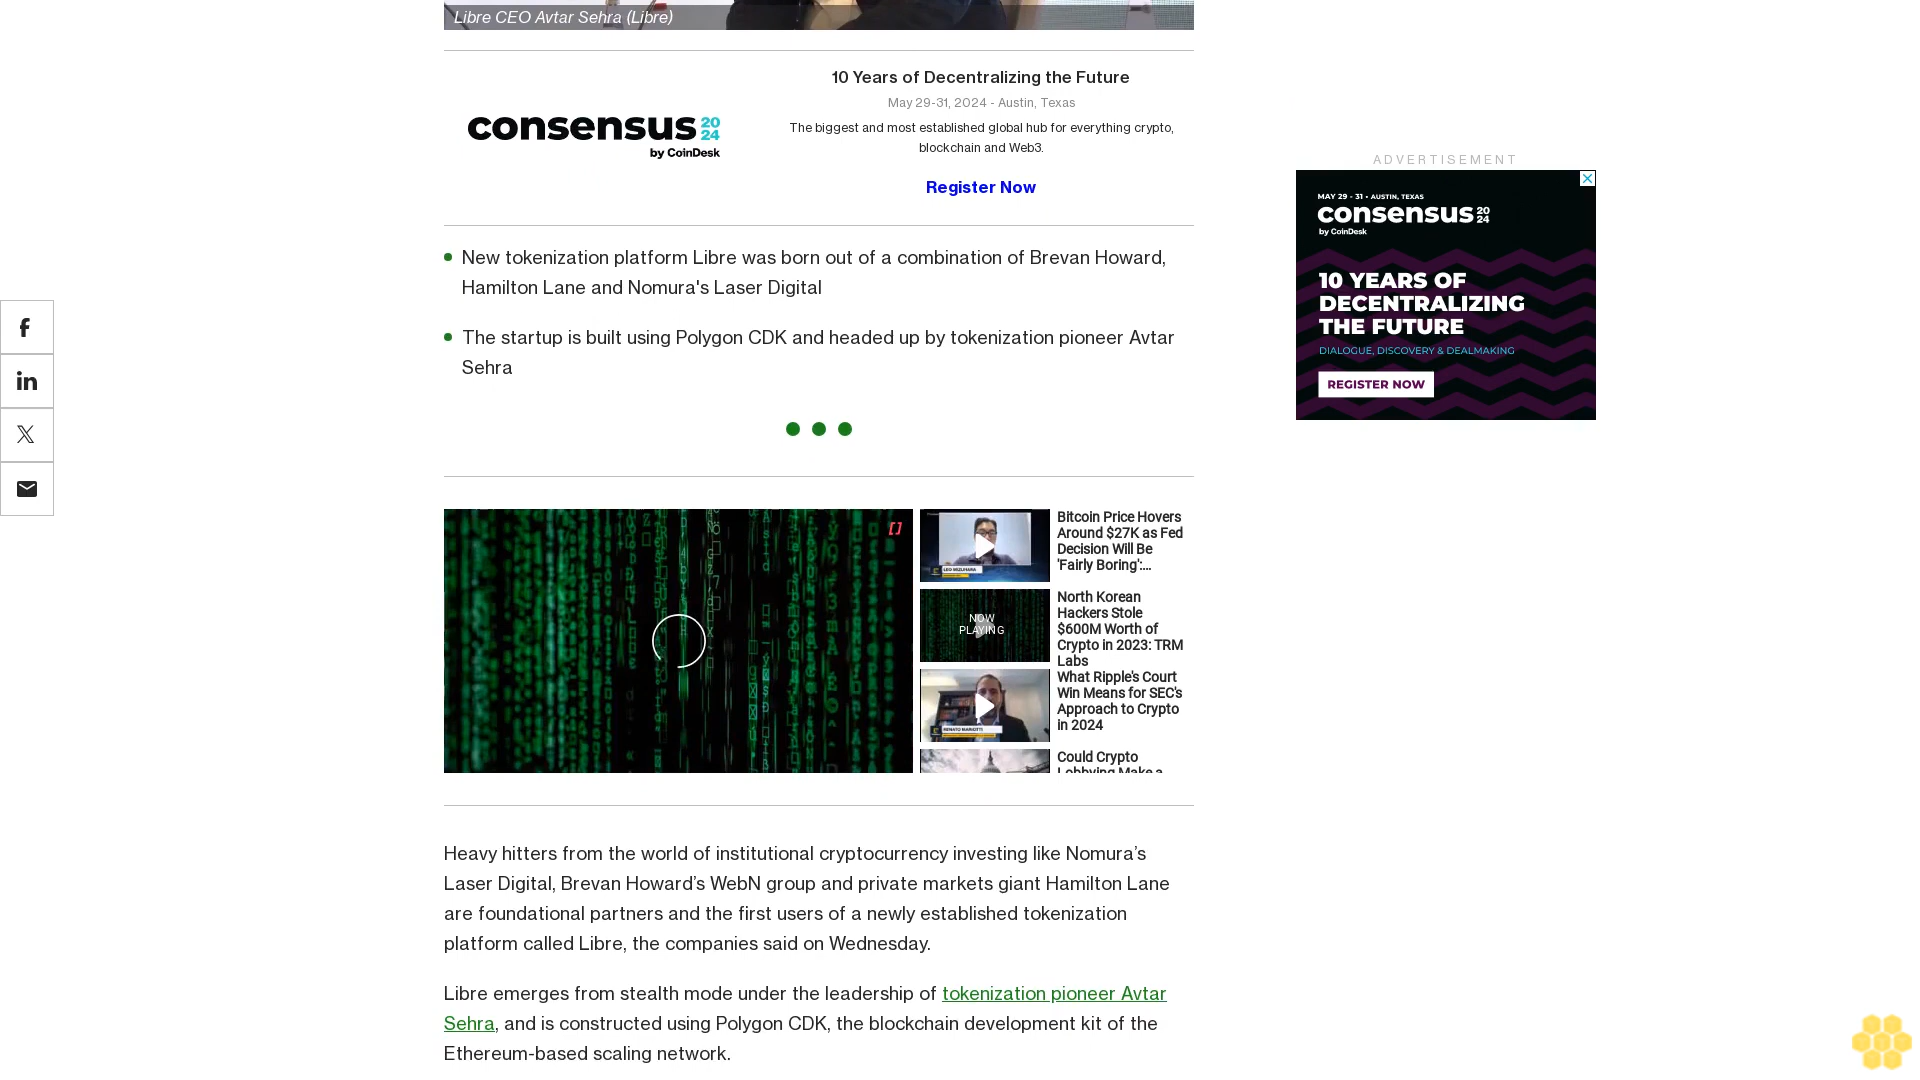 Libre CEO Avtar Sehra (Libre)
consensus 2024
by CoinDesk
10 Years of Decentralizing the Future
May 29-31, 2024 - Austin, Texas
The biggest and most established global hub for everything crypto,
blockchain and Web3.
Register Now
New tokenization platform Libre was born out of a combination of Brevan Howard,
Hamilton Lane and Nomura's Laser Digital
The startup is built using Polygon CDK and headed up by tokenization pioneer Avtar
Sehra
ADVERTISEMENT
MAY 29 - 31 • AUSTIN, TEXAS
consensus 2024
by CoinDesk
10 YEARS OF
DECENTRALIZING
THE FUTURE
DIALOGUE, DISCOVERY & DEALMAKING
REGISTER NOW
LEO MIZUHARA
Bitcoin Price Hovers
Around $27K as Fed
Decision Will Be
'Fairly Boring':...
NOW
PLAYING
North Korean
Hackers Stole
$600M Worth of
Crypto in 2023: TRM
Labs
RENATO MARIOTTI
What Ripple's Court
Win Means for SEC's
Approach to Crypto
in 2024
Could Crypto
Lobbying Make a
Heavy hitters from the world of institutional cryptocurrency investing like Nomura’s
Laser Digital, Brevan Howard’s WebN group and private markets giant Hamilton Lane
are foundational partners and the first users of a newly established tokenization
platform called Libre, the companies said on Wednesday.
Libre emerges from stealth mode under the leadership of tokenization pioneer Avtar
Sehra, and is constructed using Polygon CDK, the blockchain development kit of the
Ethereum-based scaling network.